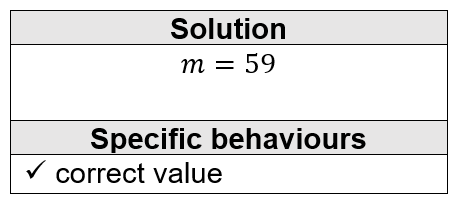 Solution
m = 59
Specific behaviours
✓ correct value